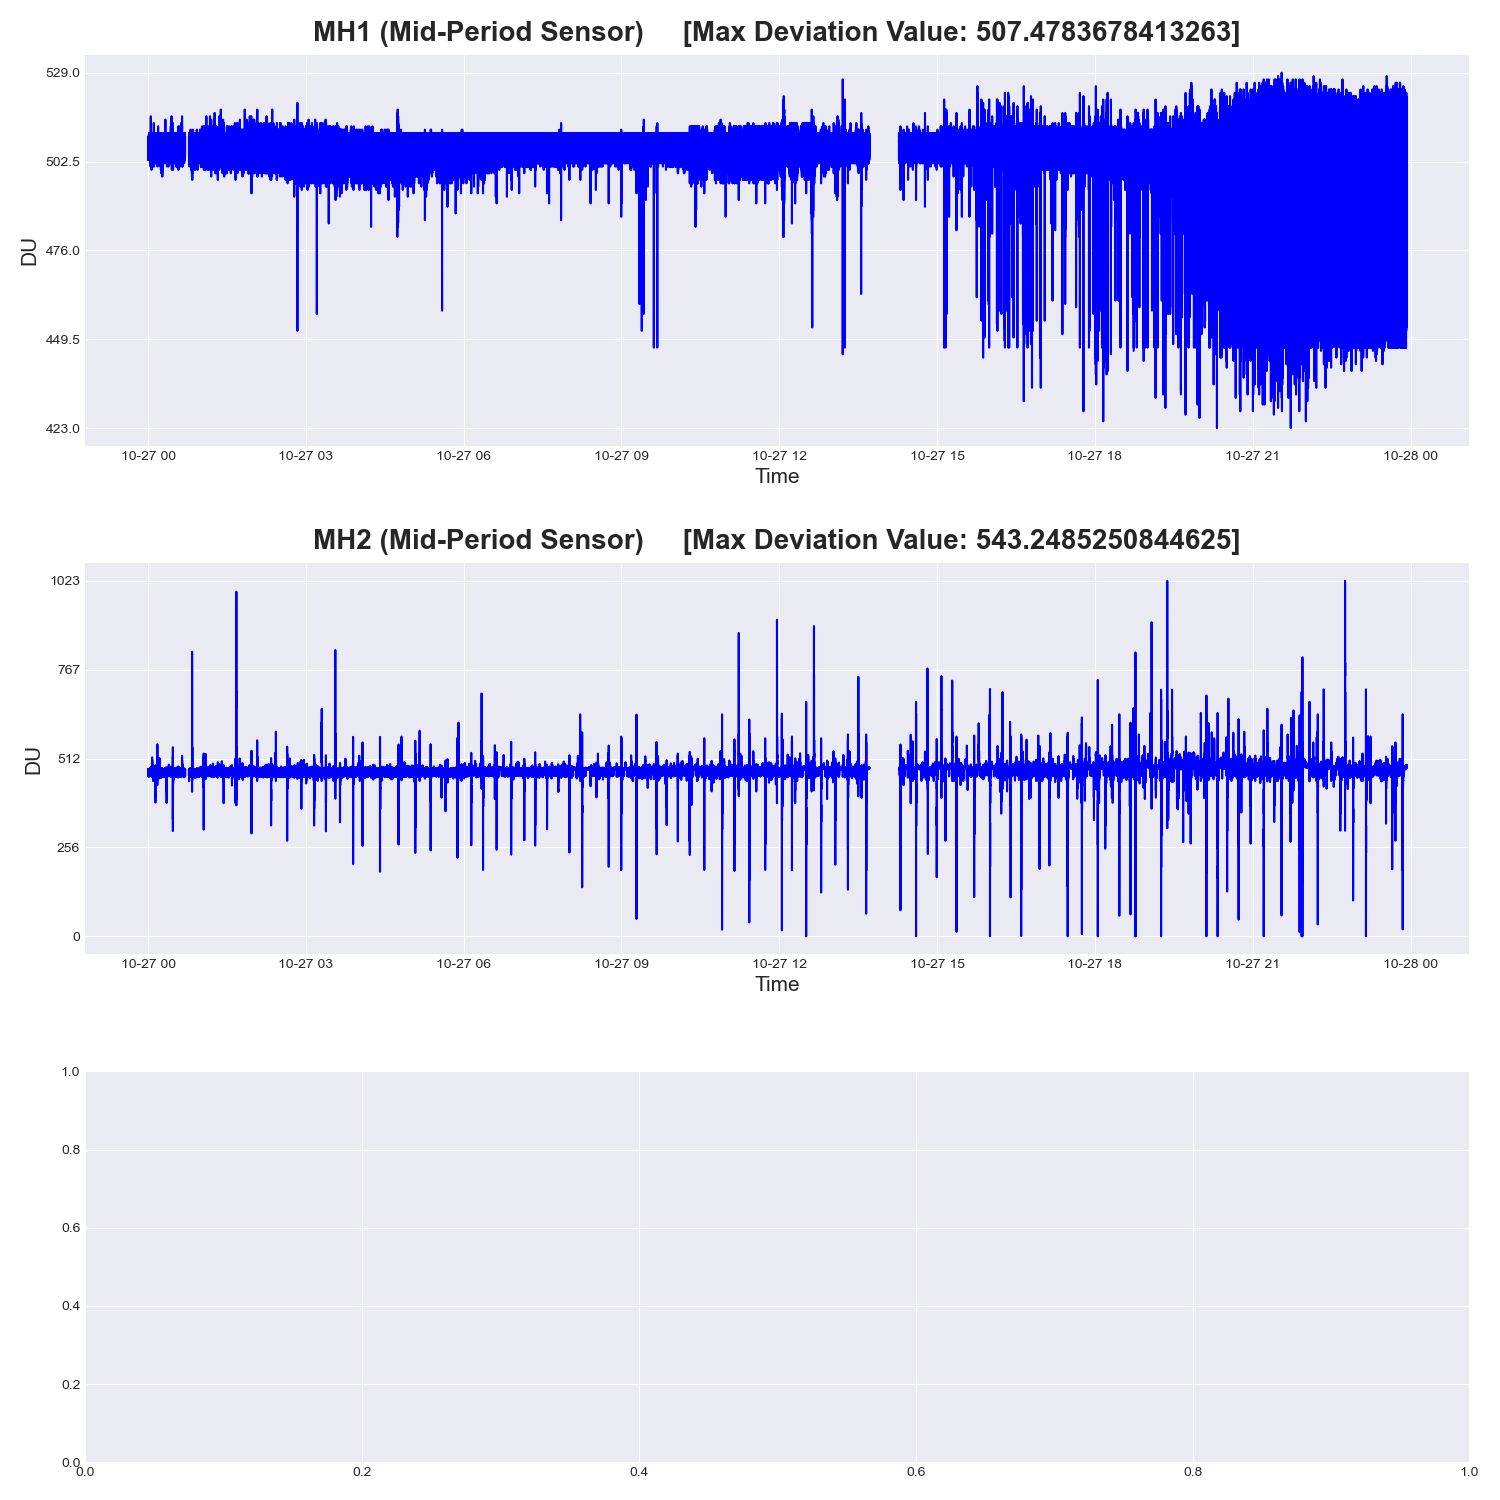 MH1 (Mid-Period Sensor) [Max Deviation Value: 507.4783678413263]
529.0
502.5
476.0
449.5
423.0
DU
10-27 00 10-27 03 10-27 06 10-27 09 10-27 12 10-27 15 10-27 18 10-27 21 10-28 00
Time
MH2 (Mid-Period Sensor) [Max Deviation Value: 543.2485250844625]
1023
767
512
256
0
DU
10-27 00 10-27 03 10-27 06 10-27 09 10-27 12 10-27 15 10-27 18 10-27 21 10-28 00
Time
1.0
0.8
0.6
0.4
0.2
0.0
0.0 0.2 0.4 0.6 0.8 1.0